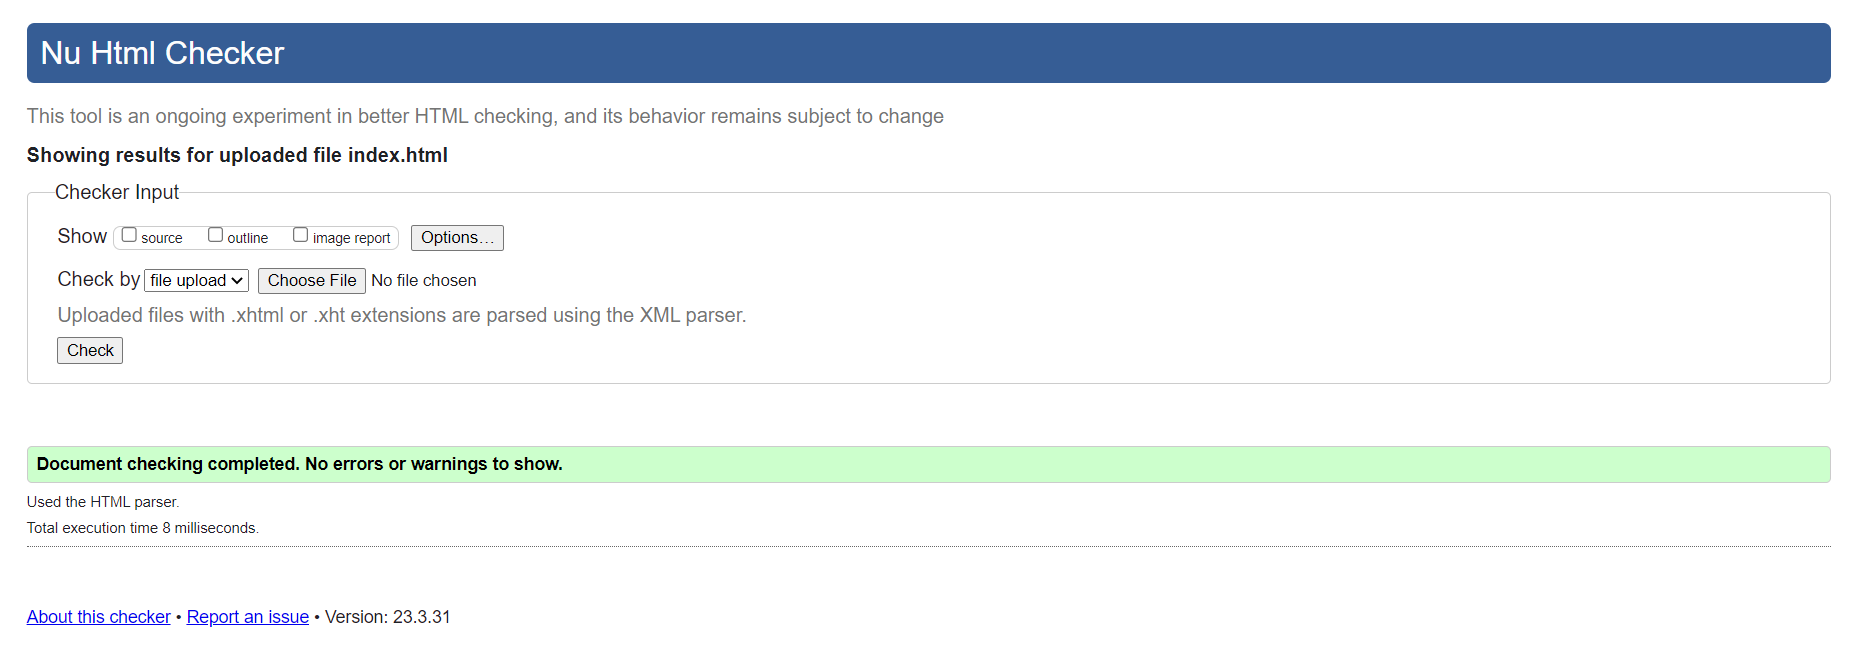 Nu Html Checker
This tool is an ongoing experiment in better HTML checking, and its behavior remains subject to change
Showing results for uploaded file index.html
Checker Input
Show source outline image report Options…
Check by file upload Choose File No file chosen
Uploaded files with .xhtml or .xht extensions are parsed using the XML parser.
Check
Document checking completed. No errors or warnings to show.
Used the HTML parser.
Total execution time 8 milliseconds.
About this checker • Report an issue • Version: 23.3.31